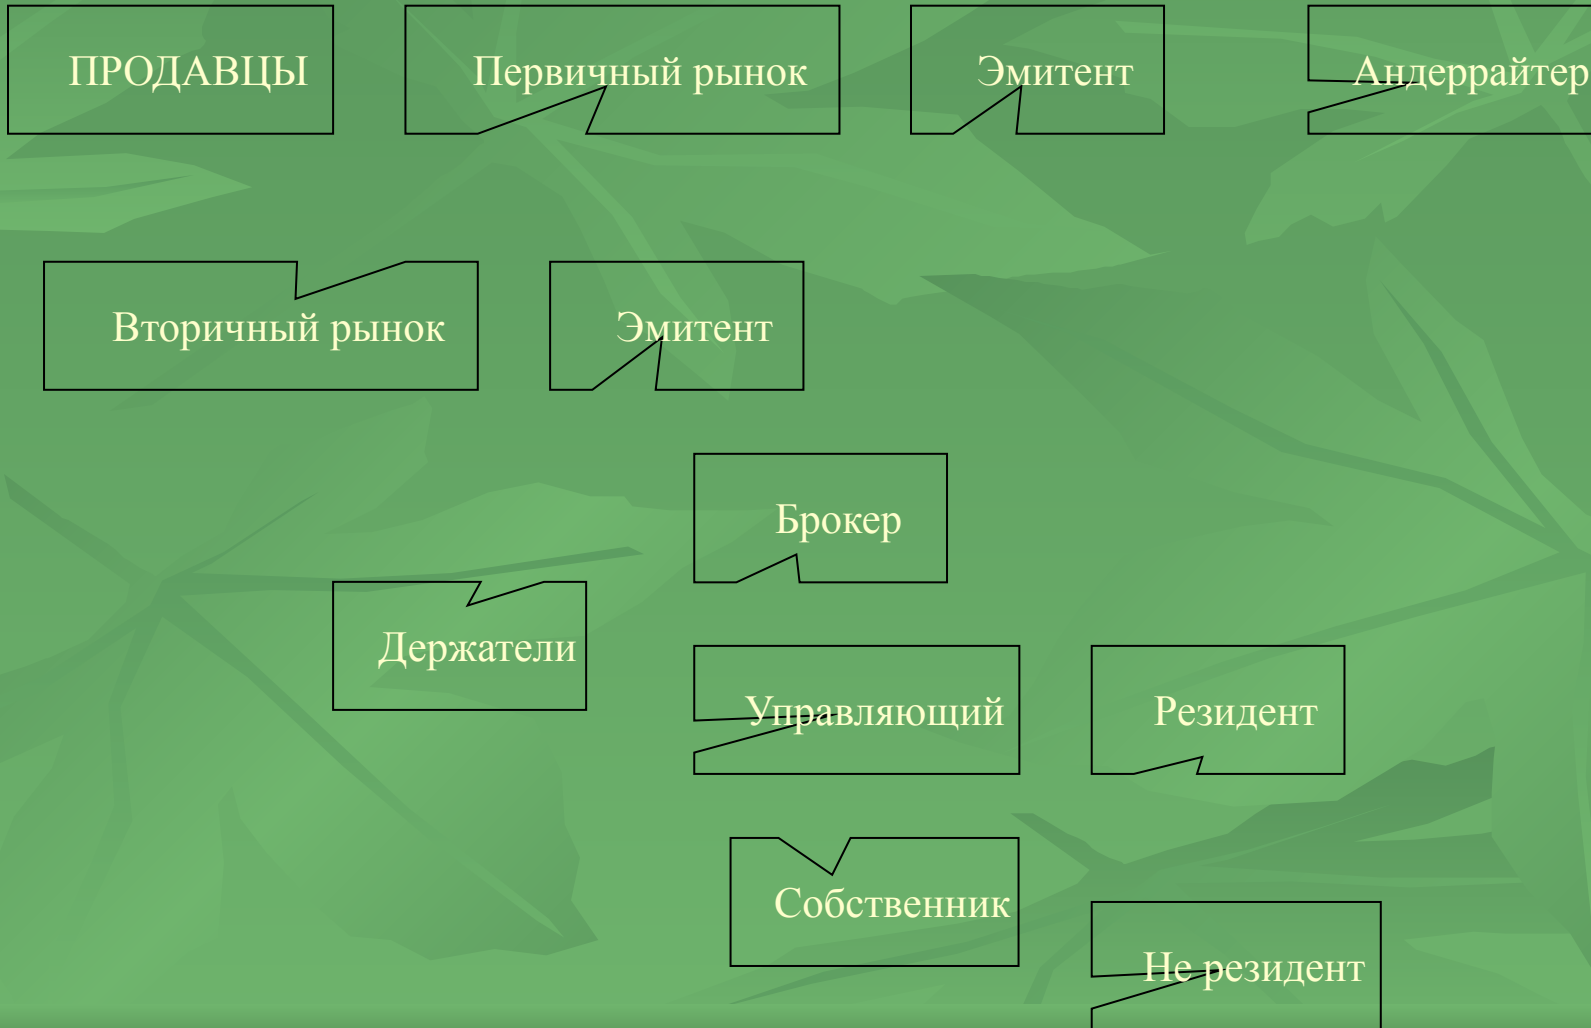 ПРОДАВЦЫ
Первичный рынок
Эмитент
Андеррайтер
Вторичный рынок
Эмитент
Брокер
Держатели
Управляющий
Резидент
Собственник
Не резидент